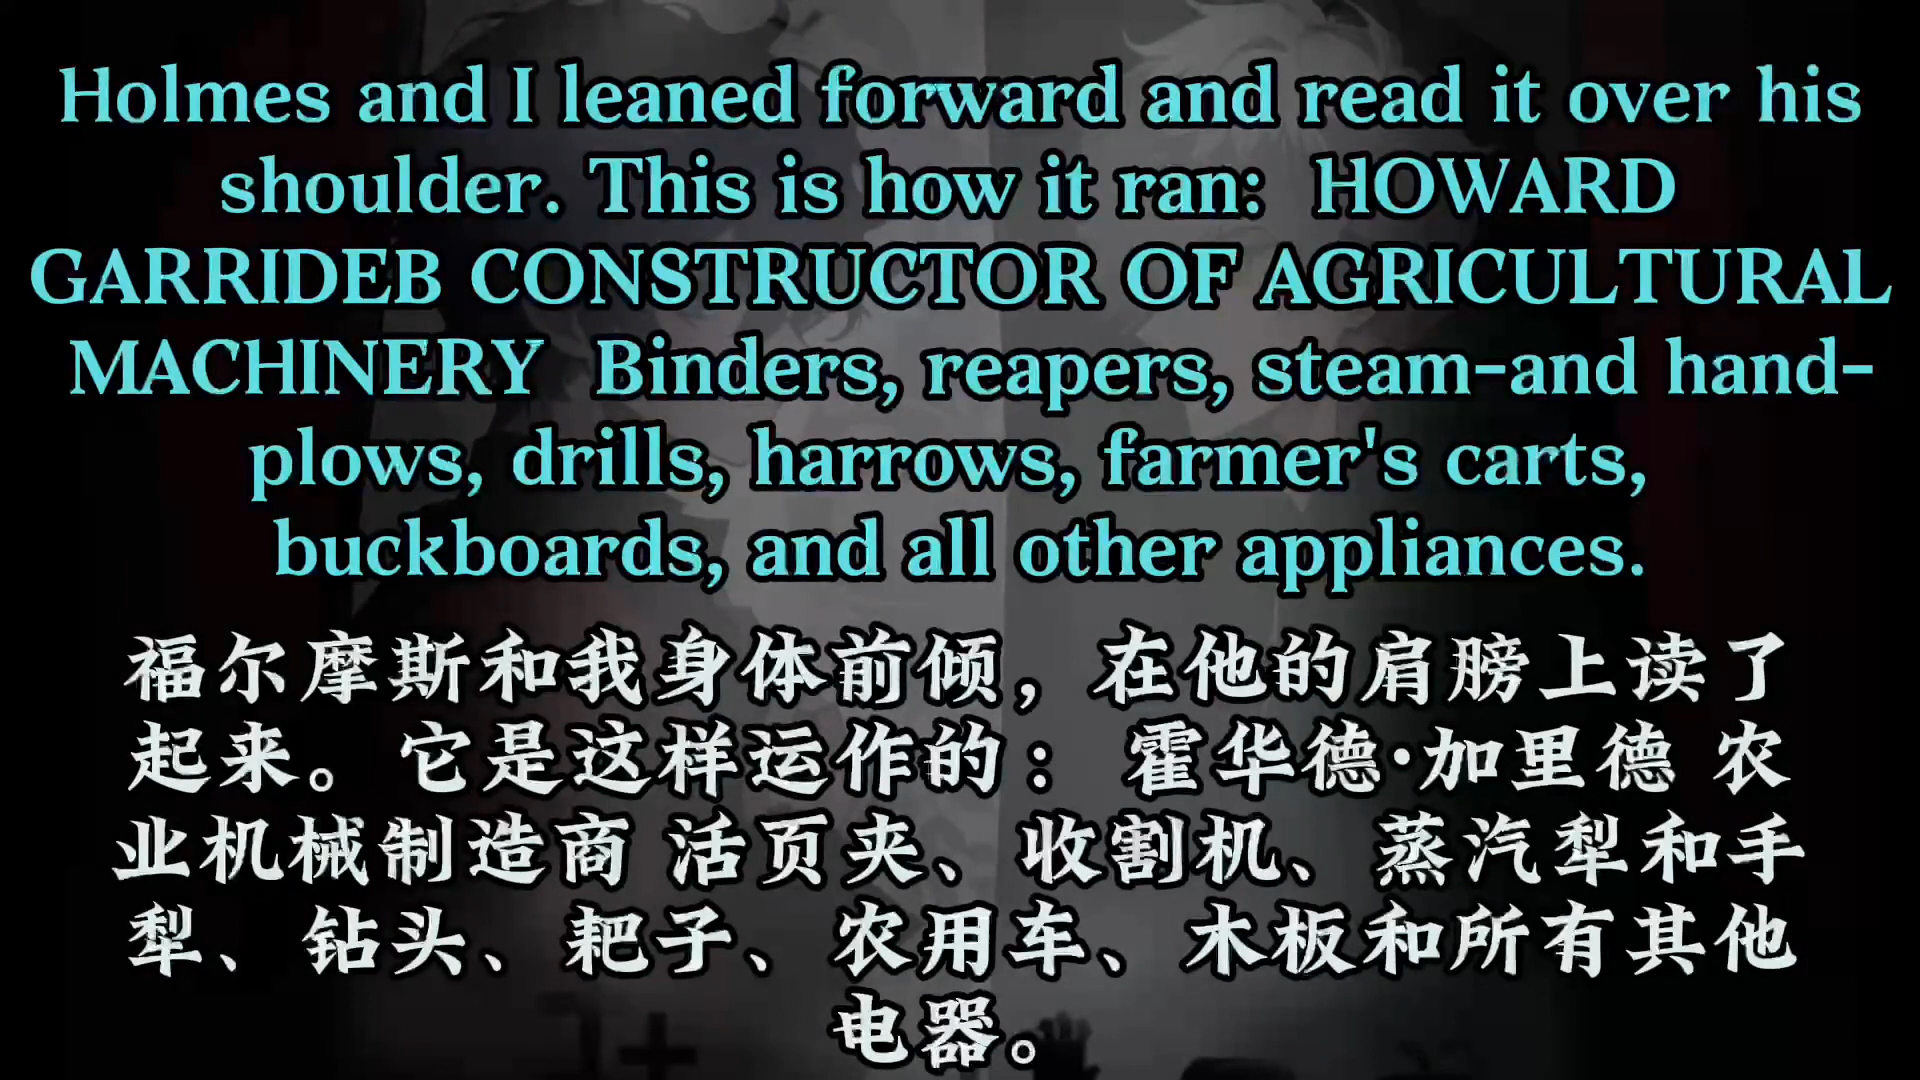 Holmes and I leaned forward and read it over his
shoulder. This is how it ran: HOWARD
GARRIDEB CONSTRUCTOR OF AGRICULTURAL
MACHINERY Binders, reapers, steam-and hand-
plows, drills, harrows, farmer's carts,
buckboards, and all other appliances.
福尔摩斯和我身体前倾，在他的肩膀上读了
起来。它是这样运作的：霍华德·加里德 农
业机械制造商 活页夹、收割机、蒸汽犁和手
犁、钻头、耙子、农用车、木板和所有其他
电器。